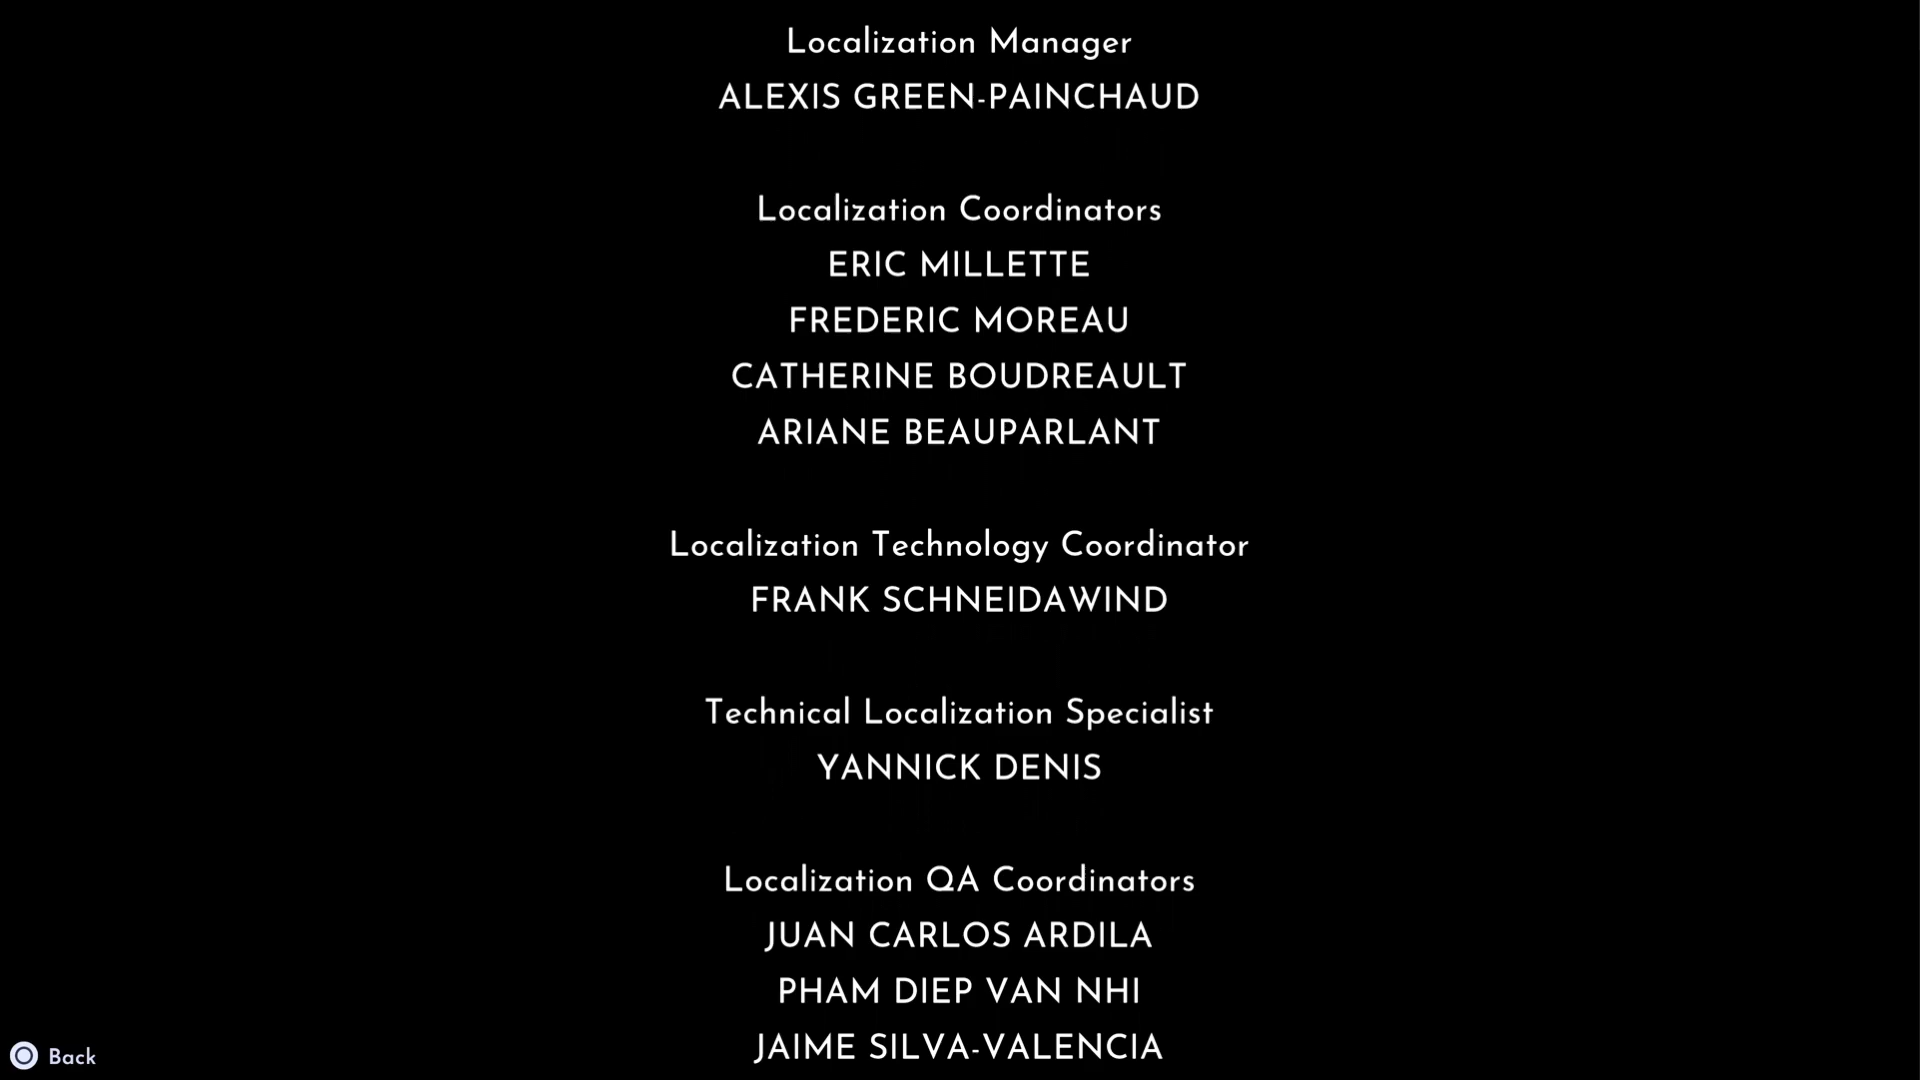 Localization Manager
ALEXIS GREEN-PAINCHAUD
Localization Coordinators
ERIC MILLETTE
FREDERIC MOREAU
CATHERINE BOUDREAULT
ARIANE BEAUPARLANT
Localization Technology Coordinator
FRANK SCHNEIDAWIND
Technical Localization Specialist
YANNICK DENIS
Localization QA Coordinators
JUAN CARLOS ARDILA
PHAM DIEP VAN NHI
JAIME SILVA-VALENCIA
Back